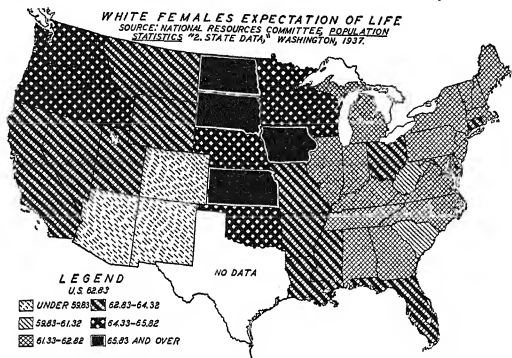 WHITE FEMALES EXPECTATION OF LIFE
SOURCE: NATIONAL RESOURCES COMMITTEE, POPULATION
STATISTICS "2. STATE DATA," WASHINGTON, 1937.
NO DATA
LEGEND
U.S. 62.83
UNDER 59.83
62.83-64.32
59.83-61.32
64.33-65.82
61.33-62.82
65.83 AND OVER